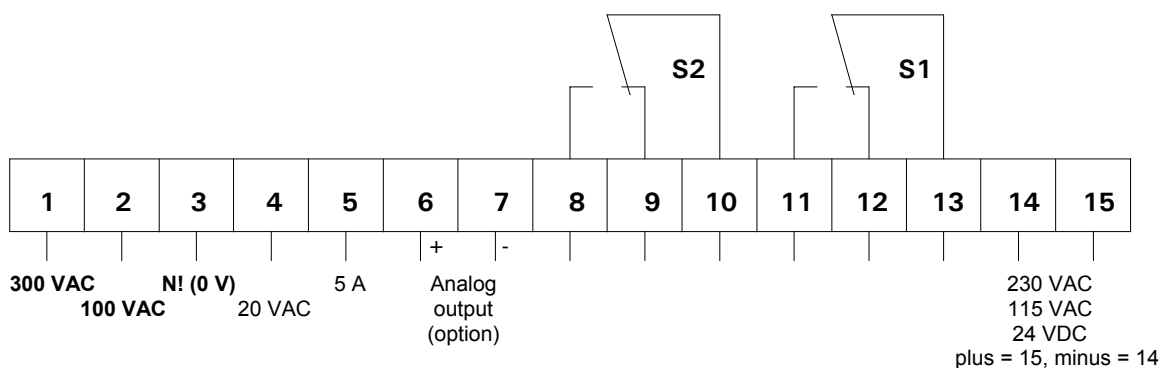 S2 S1
1 2 3 4 5 6 7 8 9 10 11 12 13 14 15
+ -
300 VAC N! (0 V) 5 A Analog 230 VAC
100 VAC 20 VAC output 115 VAC
(option) 24 VDC
plus = 15, minus = 14